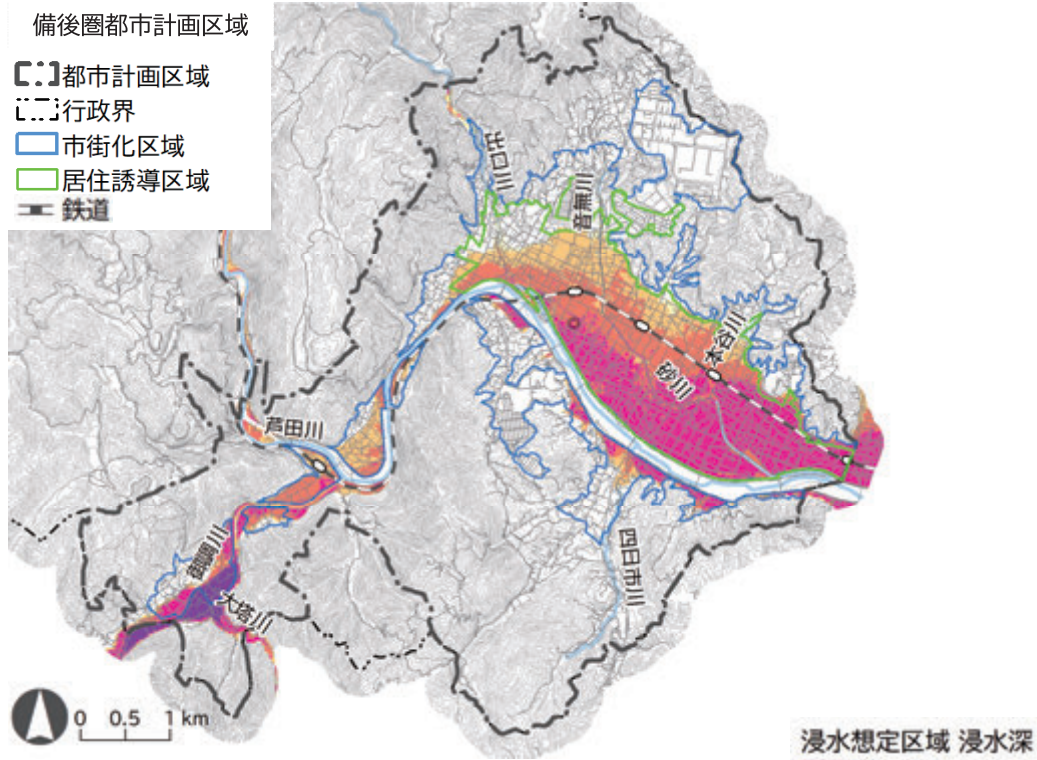 備後圏都市計画区域
都市計画区域
行政界
市街化区域
居住誘導区域
鉄道
出口川
音無川
本谷川
砂川
芦田川
御調川
大塔川
四日市川
0 0.5 1 km
浸水想定区域 浸水深